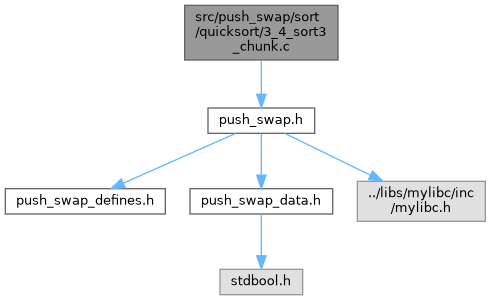 src/push_swap/sort
/quicksort/3_4_sort3
_chunk.c
push_swap.h
push_swap_defines.h
push_swap_data.h
../libs/mylibc/inc
/mylibc.h
stdbool.h